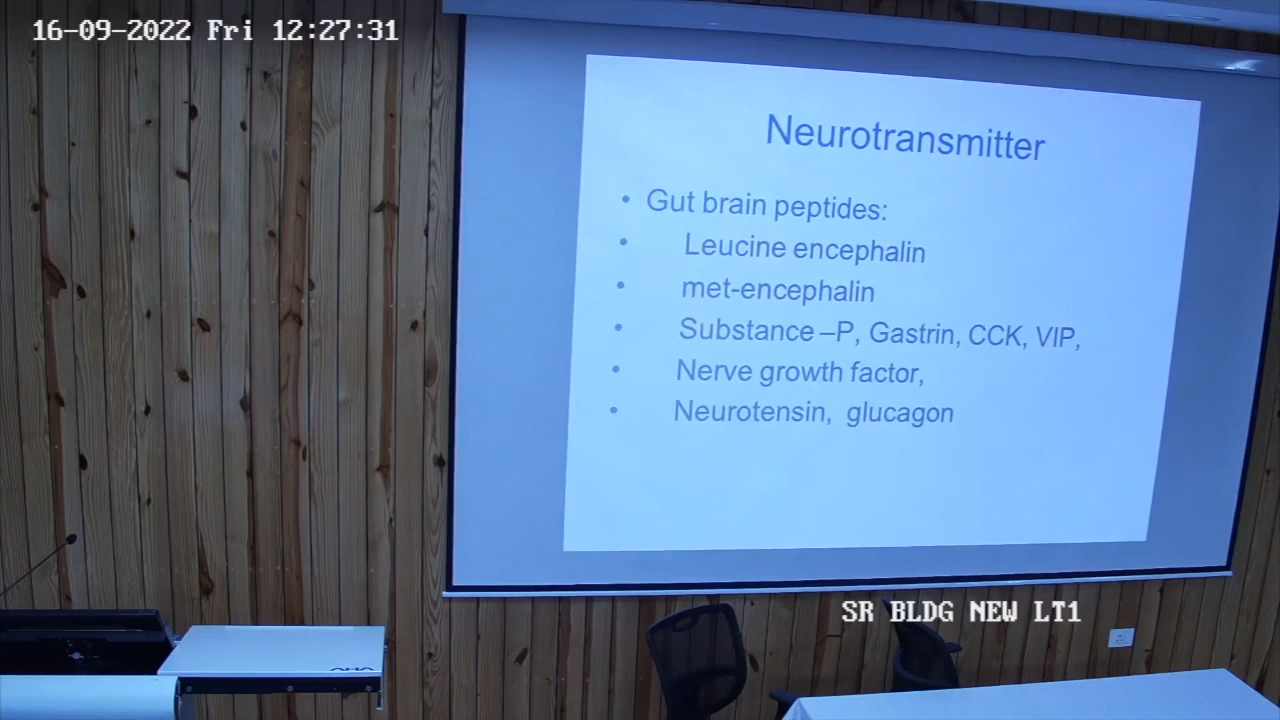 16-09-2022 Fri 12:27:31
Neurotransmitter
• Gut brain peptides:
• Leucine encephalin
• met-encephalin
• Substance –P, Gastrin, CCK, VIP,
• Nerve growth factor,
• Neurotensin, glucagon
SR BLDG NEW LT1